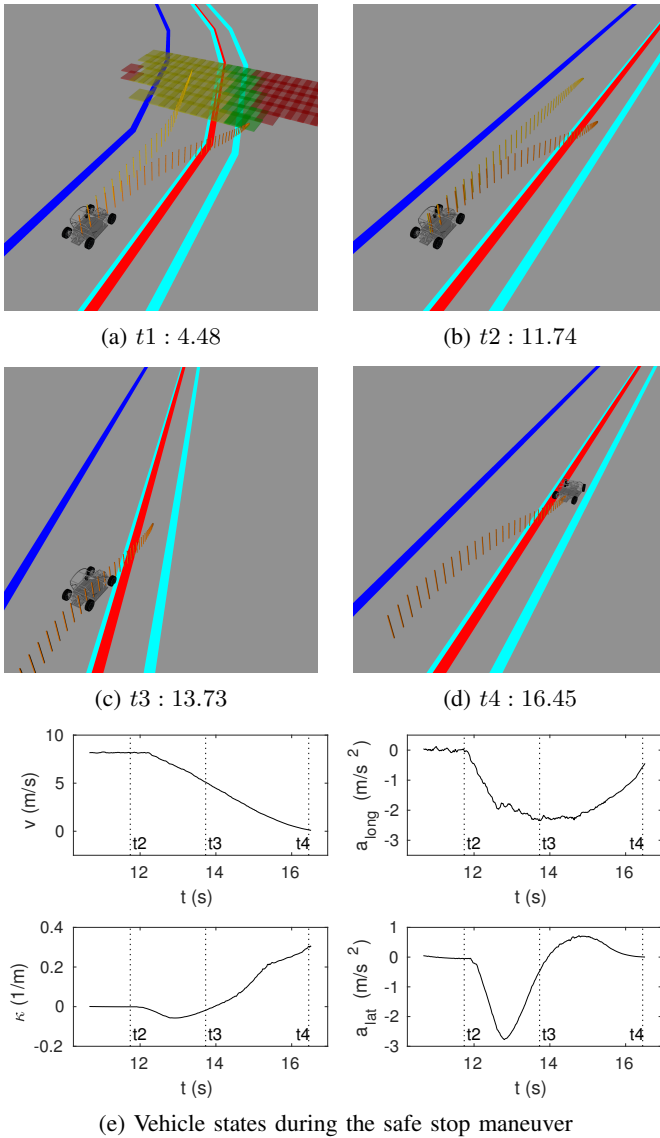 (a) t1 : 4.48
(b) t2 : 11.74
(c) t3 : 13.73
(d) t4 : 16.45
10
5
0
v (m/s)
t2
t3
t4
12
14
16
t (s)
0
-1
-2
-3
a_long (m/s^2)
t2
t3
t4
12
14
16
t (s)
0.4
0.2
0
-0.2
κ (1/m)
t2
t3
t4
12
14
16
t (s)
1
0
-1
-2
-3
a_lat (m/s^2)
t2
t3
t4
12
14
16
t (s)
(e) Vehicle states during the safe stop maneuver